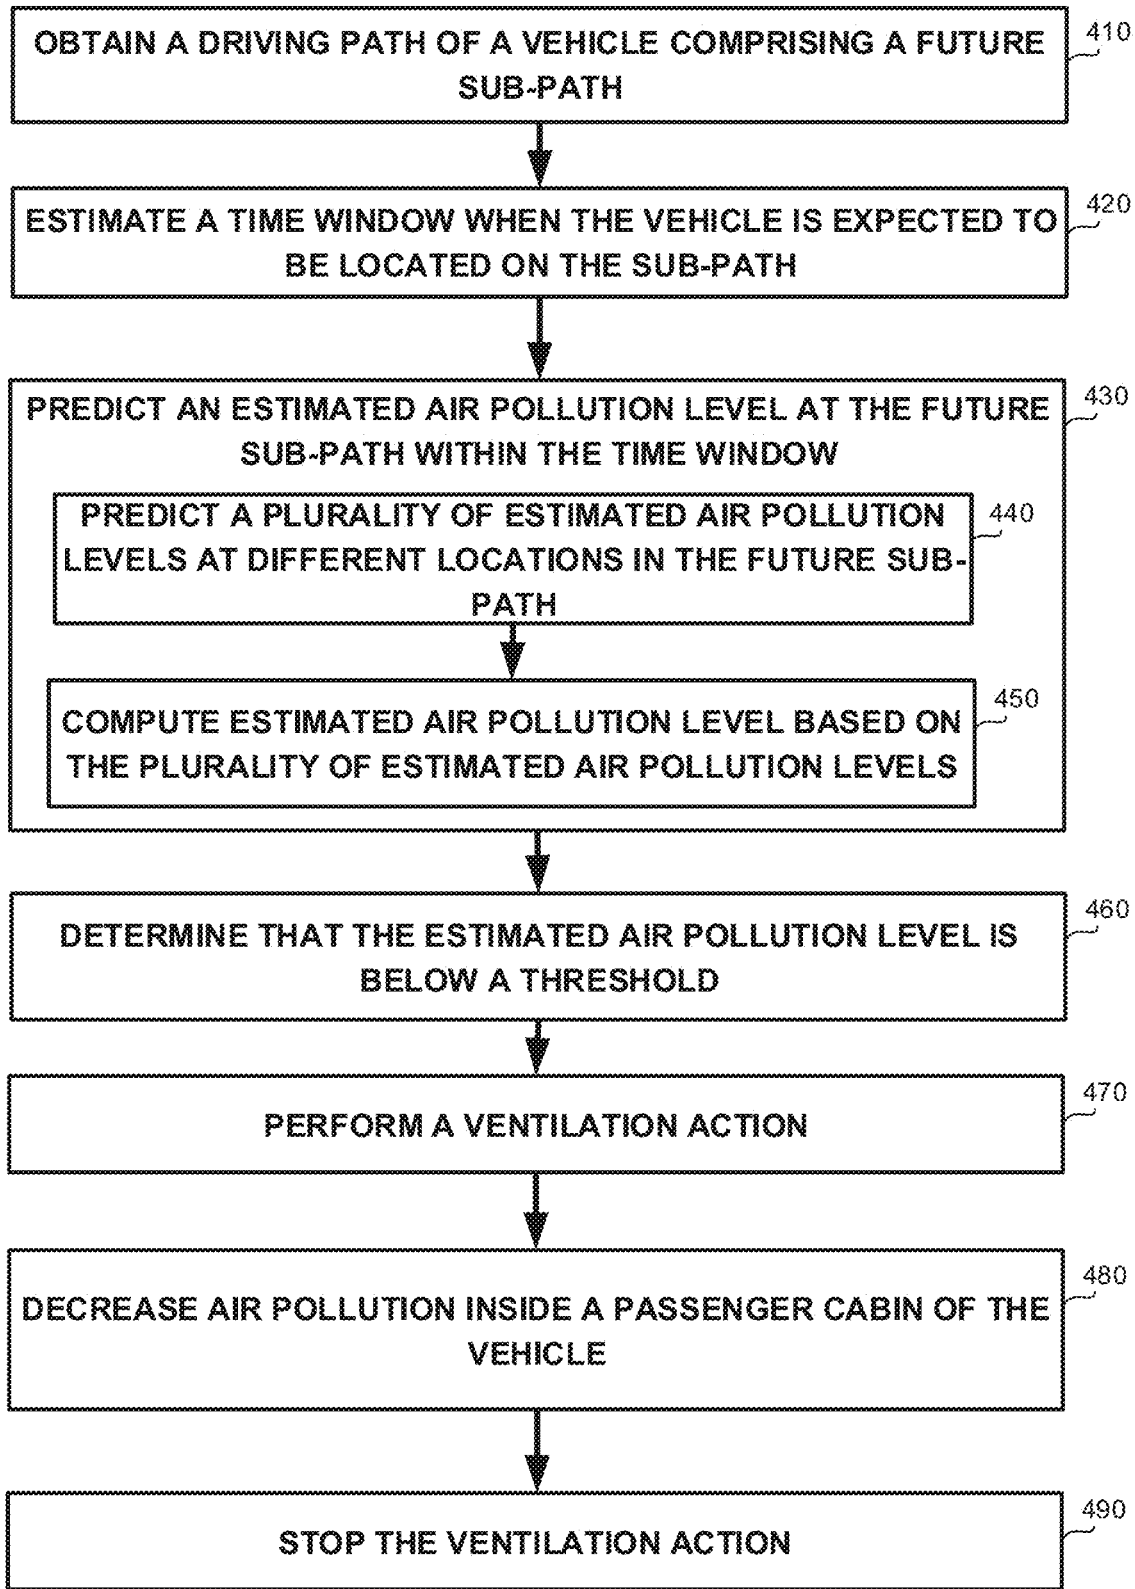 OBTAIN A DRIVING PATH OF A VEHICLE COMPRISING A FUTURE
SUB-PATH
410
ESTIMATE A TIME WINDOW WHEN THE VEHICLE IS EXPECTED TO
BE LOCATED ON THE SUB-PATH
420
PREDICT AN ESTIMATED AIR POLLUTION LEVEL AT THE FUTURE
SUB-PATH WITHIN THE TIME WINDOW
430
PREDICT A PLURALITY OF ESTIMATED AIR POLLUTION
LEVELS AT DIFFERENT LOCATIONS IN THE FUTURE SUB-
PATH
440
COMPUTE ESTIMATED AIR POLLUTION LEVEL BASED ON
THE PLURALITY OF ESTIMATED AIR POLLUTION LEVELS
450
DETERMINE THAT THE ESTIMATED AIR POLLUTION LEVEL IS
BELOW A THRESHOLD
460
PERFORM A VENTILATION ACTION
470
DECREASE AIR POLLUTION INSIDE A PASSENGER CABIN OF THE
VEHICLE
480
STOP THE VENTILATION ACTION
490